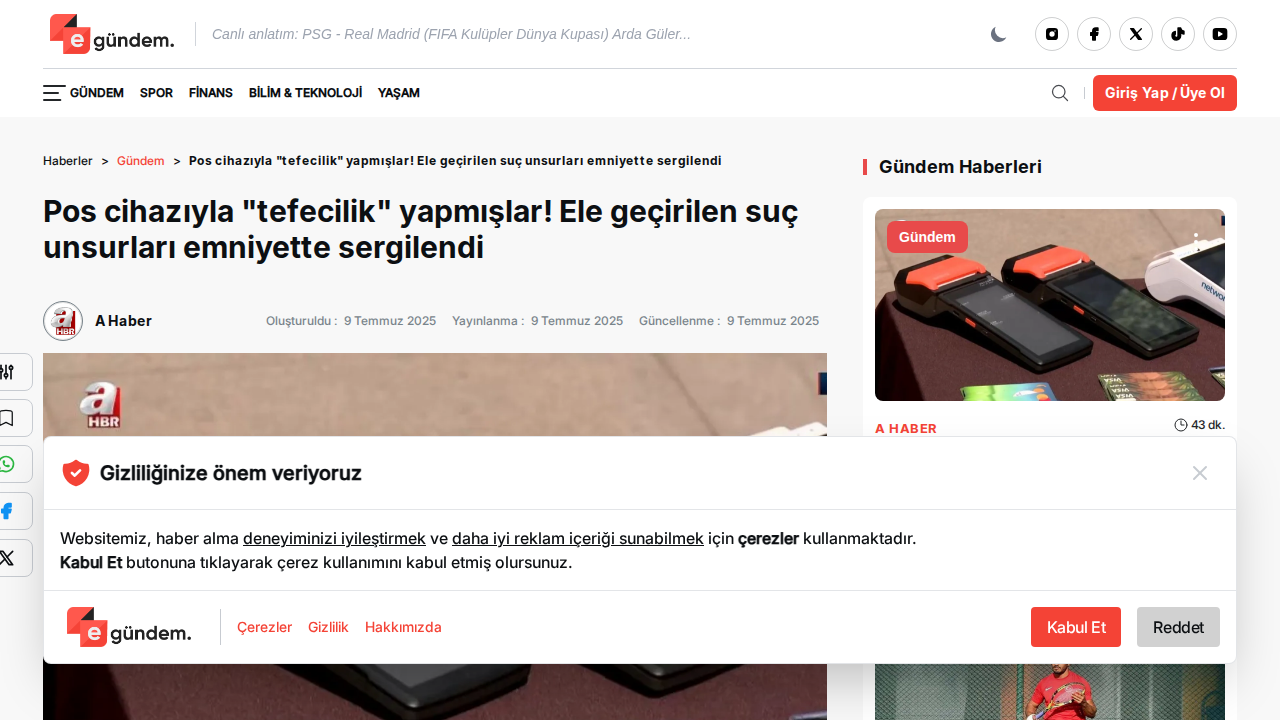 e gündem.
Canlı anlatım: PSG - Real Madrid (FIFA Kulüpler Dünya Kupası) Arda Güler...
GÜNDEM SPOR FİNANS BİLİM & TEKNOLOJİ YAŞAM
Giriş Yap / Üye Ol
Haberler > Gündem > Pos cihazıyla "tefecilik" yapmışlar! Ele geçirilen suç unsurları emniyette sergilendi
Pos cihazıyla "tefecilik" yapmışlar! Ele geçirilen suç
unsurları emniyette sergilendi
A Haber
Oluşturuldu : 9 Temmuz 2025 Yayınlanma : 9 Temmuz 2025 Güncellenme : 9 Temmuz 2025
a
HBR
Gündem Haberleri
Gündem
network
VISA VISA
A HABER
43 dk.
Gizliliğinize önem veriyoruz
Websitemiz, haber alma deneyiminizi iyileştirmek ve daha iyi reklam içeriği sunabilmek için çerezler kullanmaktadır.
Kabul Et butonuna tıklayarak çerez kullanımını kabul etmiş olursunuz.
e gündem.
Çerezler Gizlilik Hakkımızda
Kabul Et Reddet